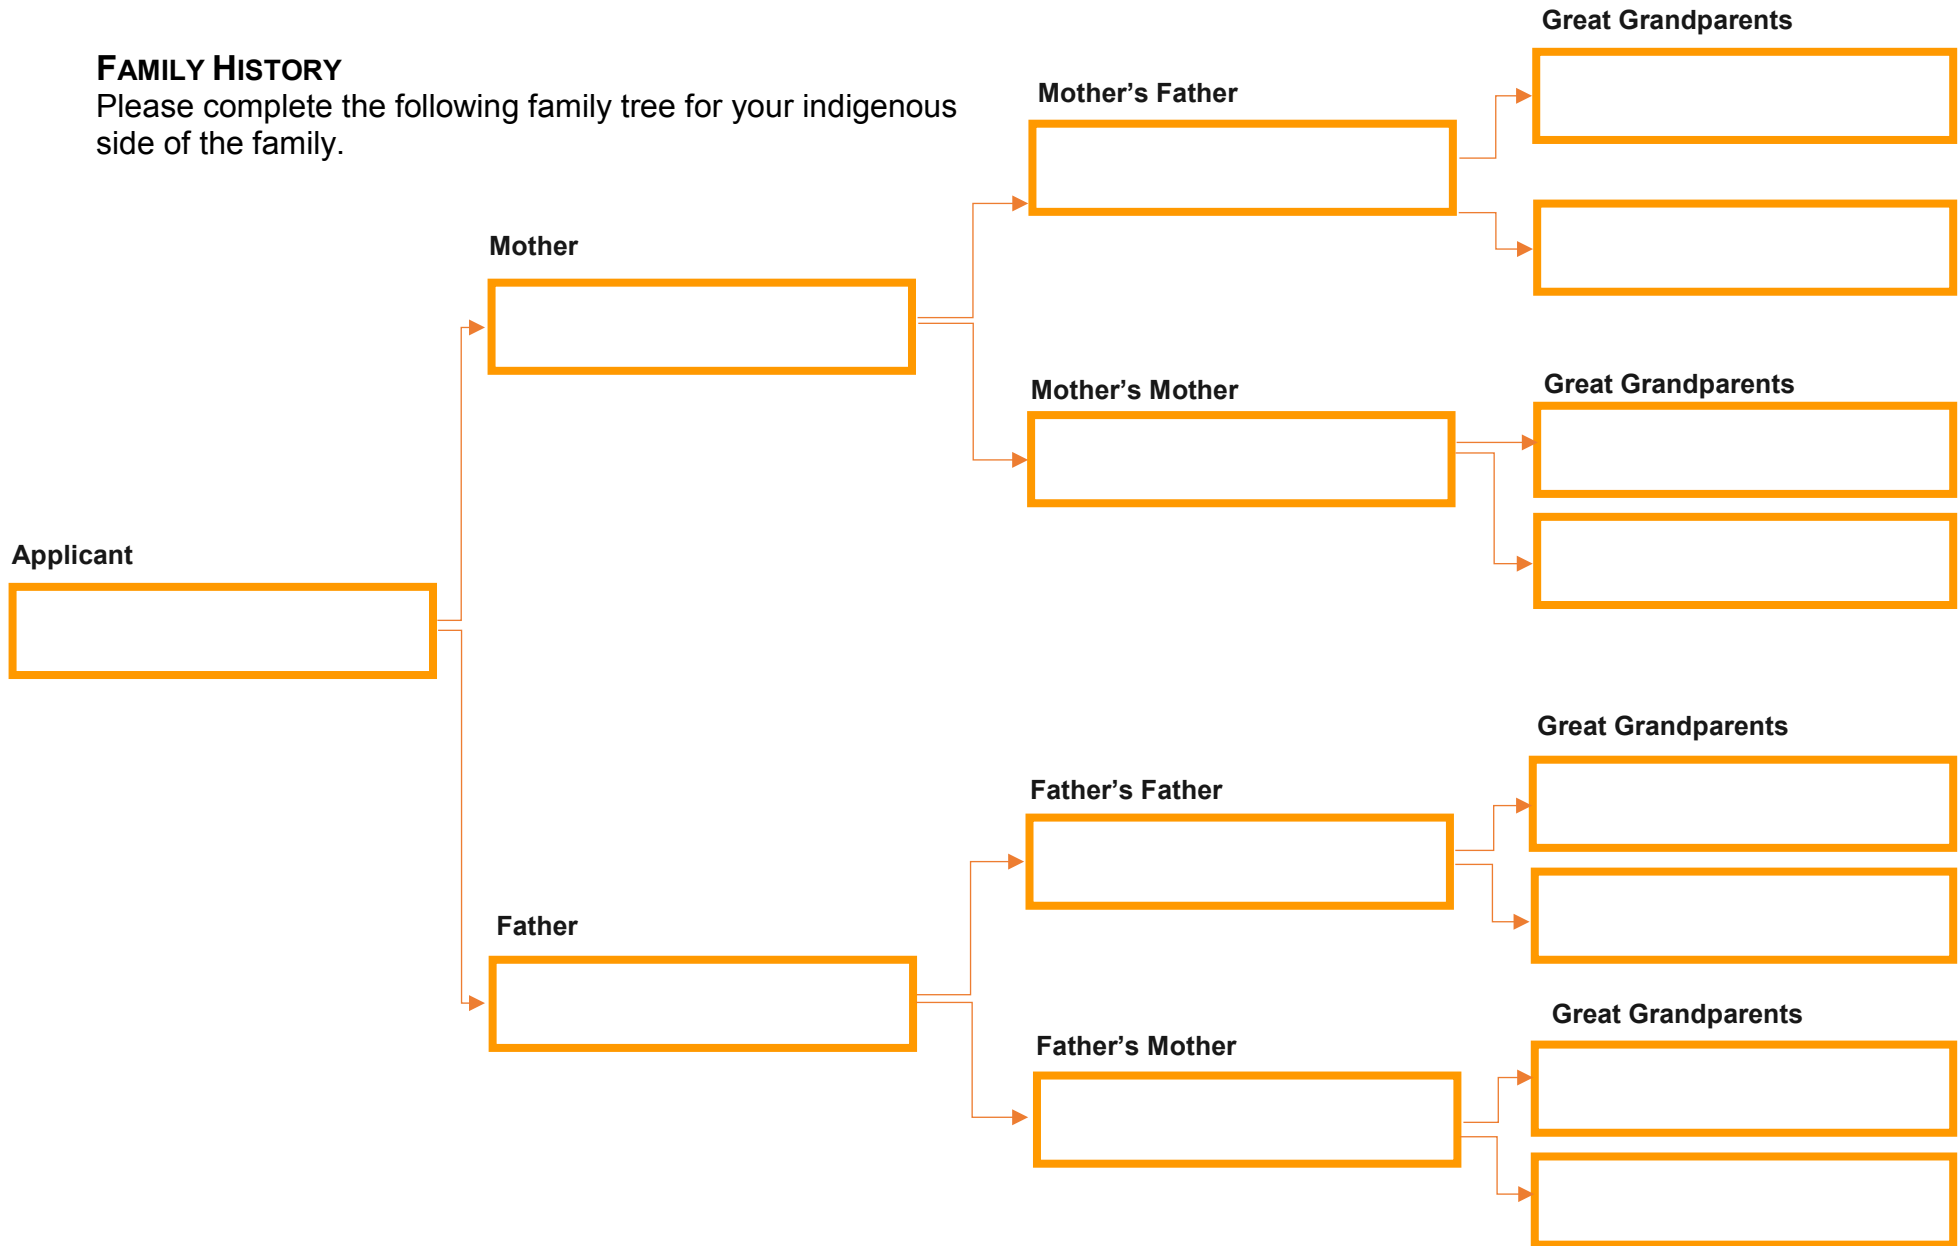 FAMILY HISTORY
Please complete the following family tree for your indigenous
side of the family.
Great Grandparents
Mother’s Father
Mother
Mother’s Mother
Great Grandparents
Applicant
Great Grandparents
Father’s Father
Father
Great Grandparents
Father’s Mother